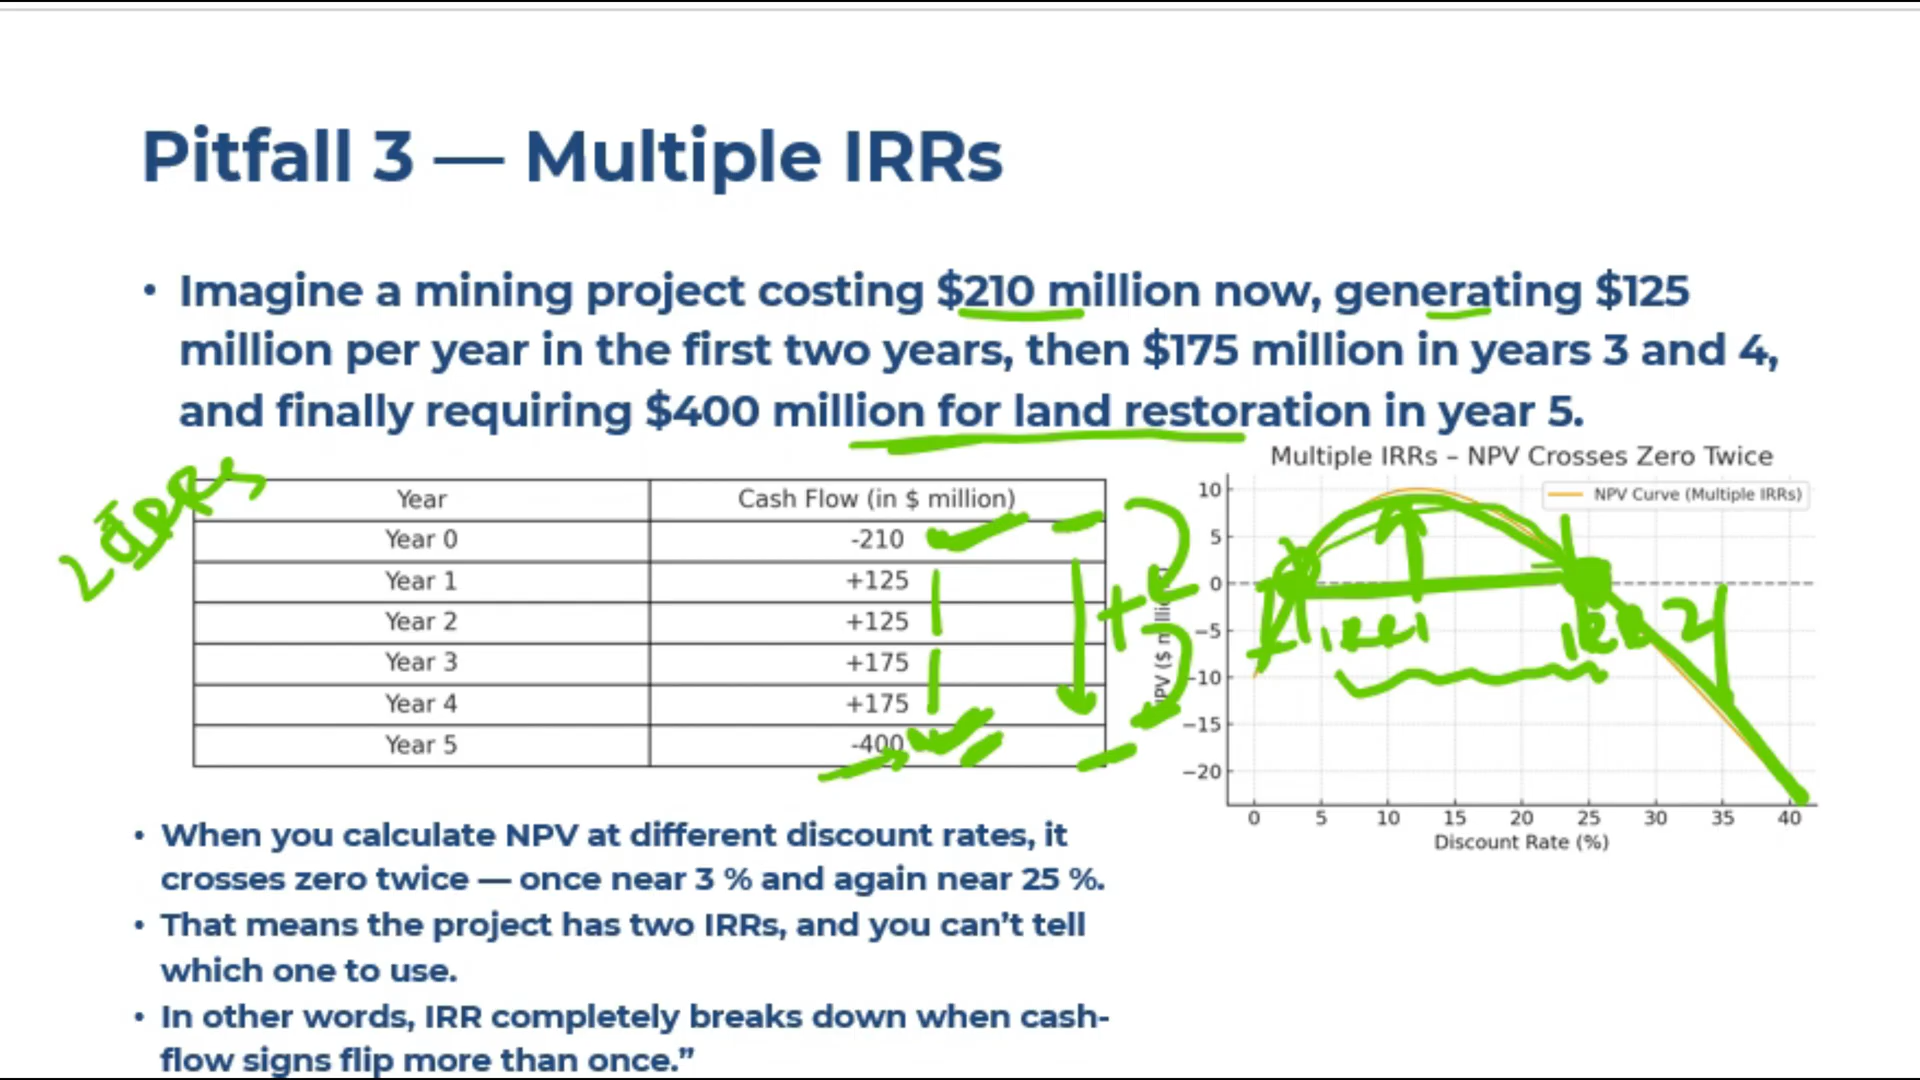 Pitfall 3 — Multiple IRRs
• Imagine a mining project costing $210 million now, generating $125
million per year in the first two years, then $175 million in years 3 and 4,
and finally requiring $400 million for land restoration in year 5.
2 IRRs
Year Cash Flow (in $ million)
Year 0 -210
Year 1 +125
Year 2 +125
Year 3 +175
Year 4 +175
Year 5 -400
+
2
Multiple IRRs – NPV Crosses Zero Twice
NPV Curve (Multiple IRRs)
NPV ($ million)
10
5
0
−5
−10
−15
−20
IRR1
IRR 2
0 5 10 15 20 25 30 35 40
Discount Rate (%)
• When you calculate NPV at different discount rates, it
crosses zero twice — once near 3 % and again near 25 %.
• That means the project has two IRRs, and you can’t tell
which one to use.
• In other words, IRR completely breaks down when cash-
flow signs flip more than once.”